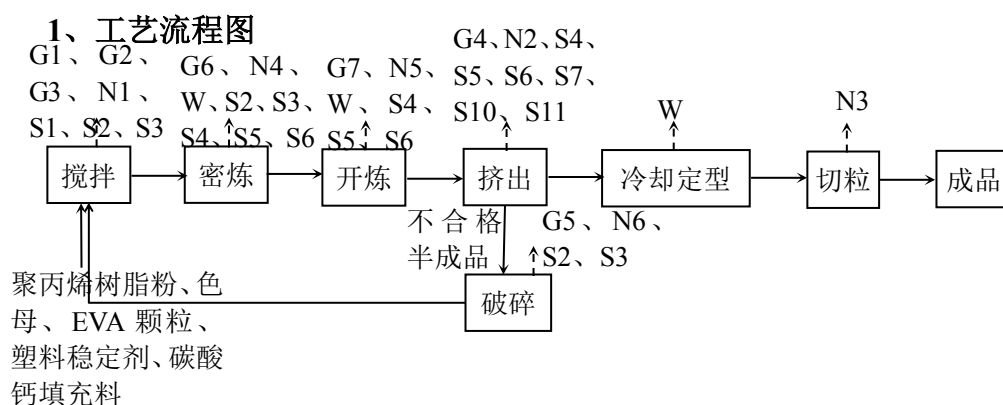 1、工艺流程图
G1、G2、
G3、N1、
S1、S2、S3
G6、N4、
W、S2、S3、
S4、S5、S6
G7、N5、
W、S4、
S5、S6
G4、N2、S4、
S5、S6、S7、
S10、S11
W
N3
搅拌
密炼
开炼
挤出
冷却定型
切粒
成品
不合格
半成品
G5、N6、
S2、S3
破碎
聚丙烯树脂粉、色
母、EVA 颗粒、
塑料稳定剂、碳酸
钙填充料